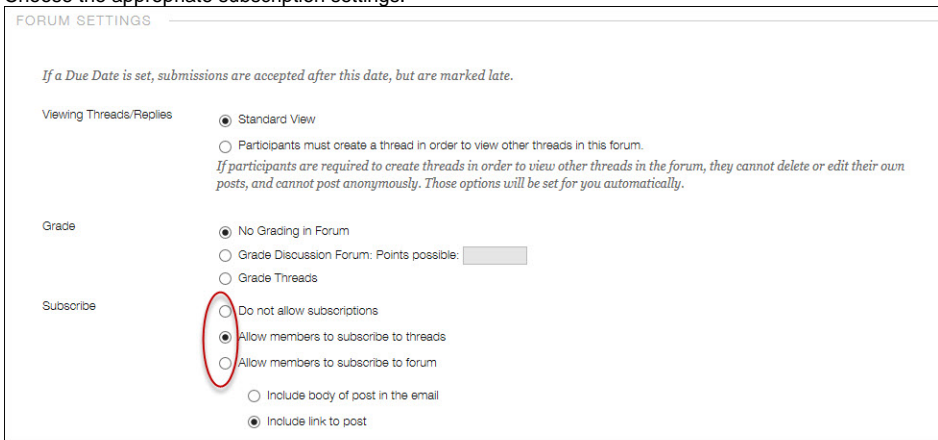 Choose the appropriate subscription settings.
FORUM SETTINGS
If a Due Date is set, submissions are accepted after this date, but are marked late.
Viewing Threads/Replies
Standard View
Participants must create a thread in order to view other threads in this forum.
If participants are required to create threads in order to view other threads in the forum, they cannot delete or edit their own
posts, and cannot post anonymously. Those options will be set for you automatically.
Grade
No Grading in Forum
Grade Discussion Forum: Points possible:
Grade Threads
Subscribe
Do not allow subscriptions
Allow members to subscribe to threads
Allow members to subscribe to forum
Include body of post in the email
Include link to post